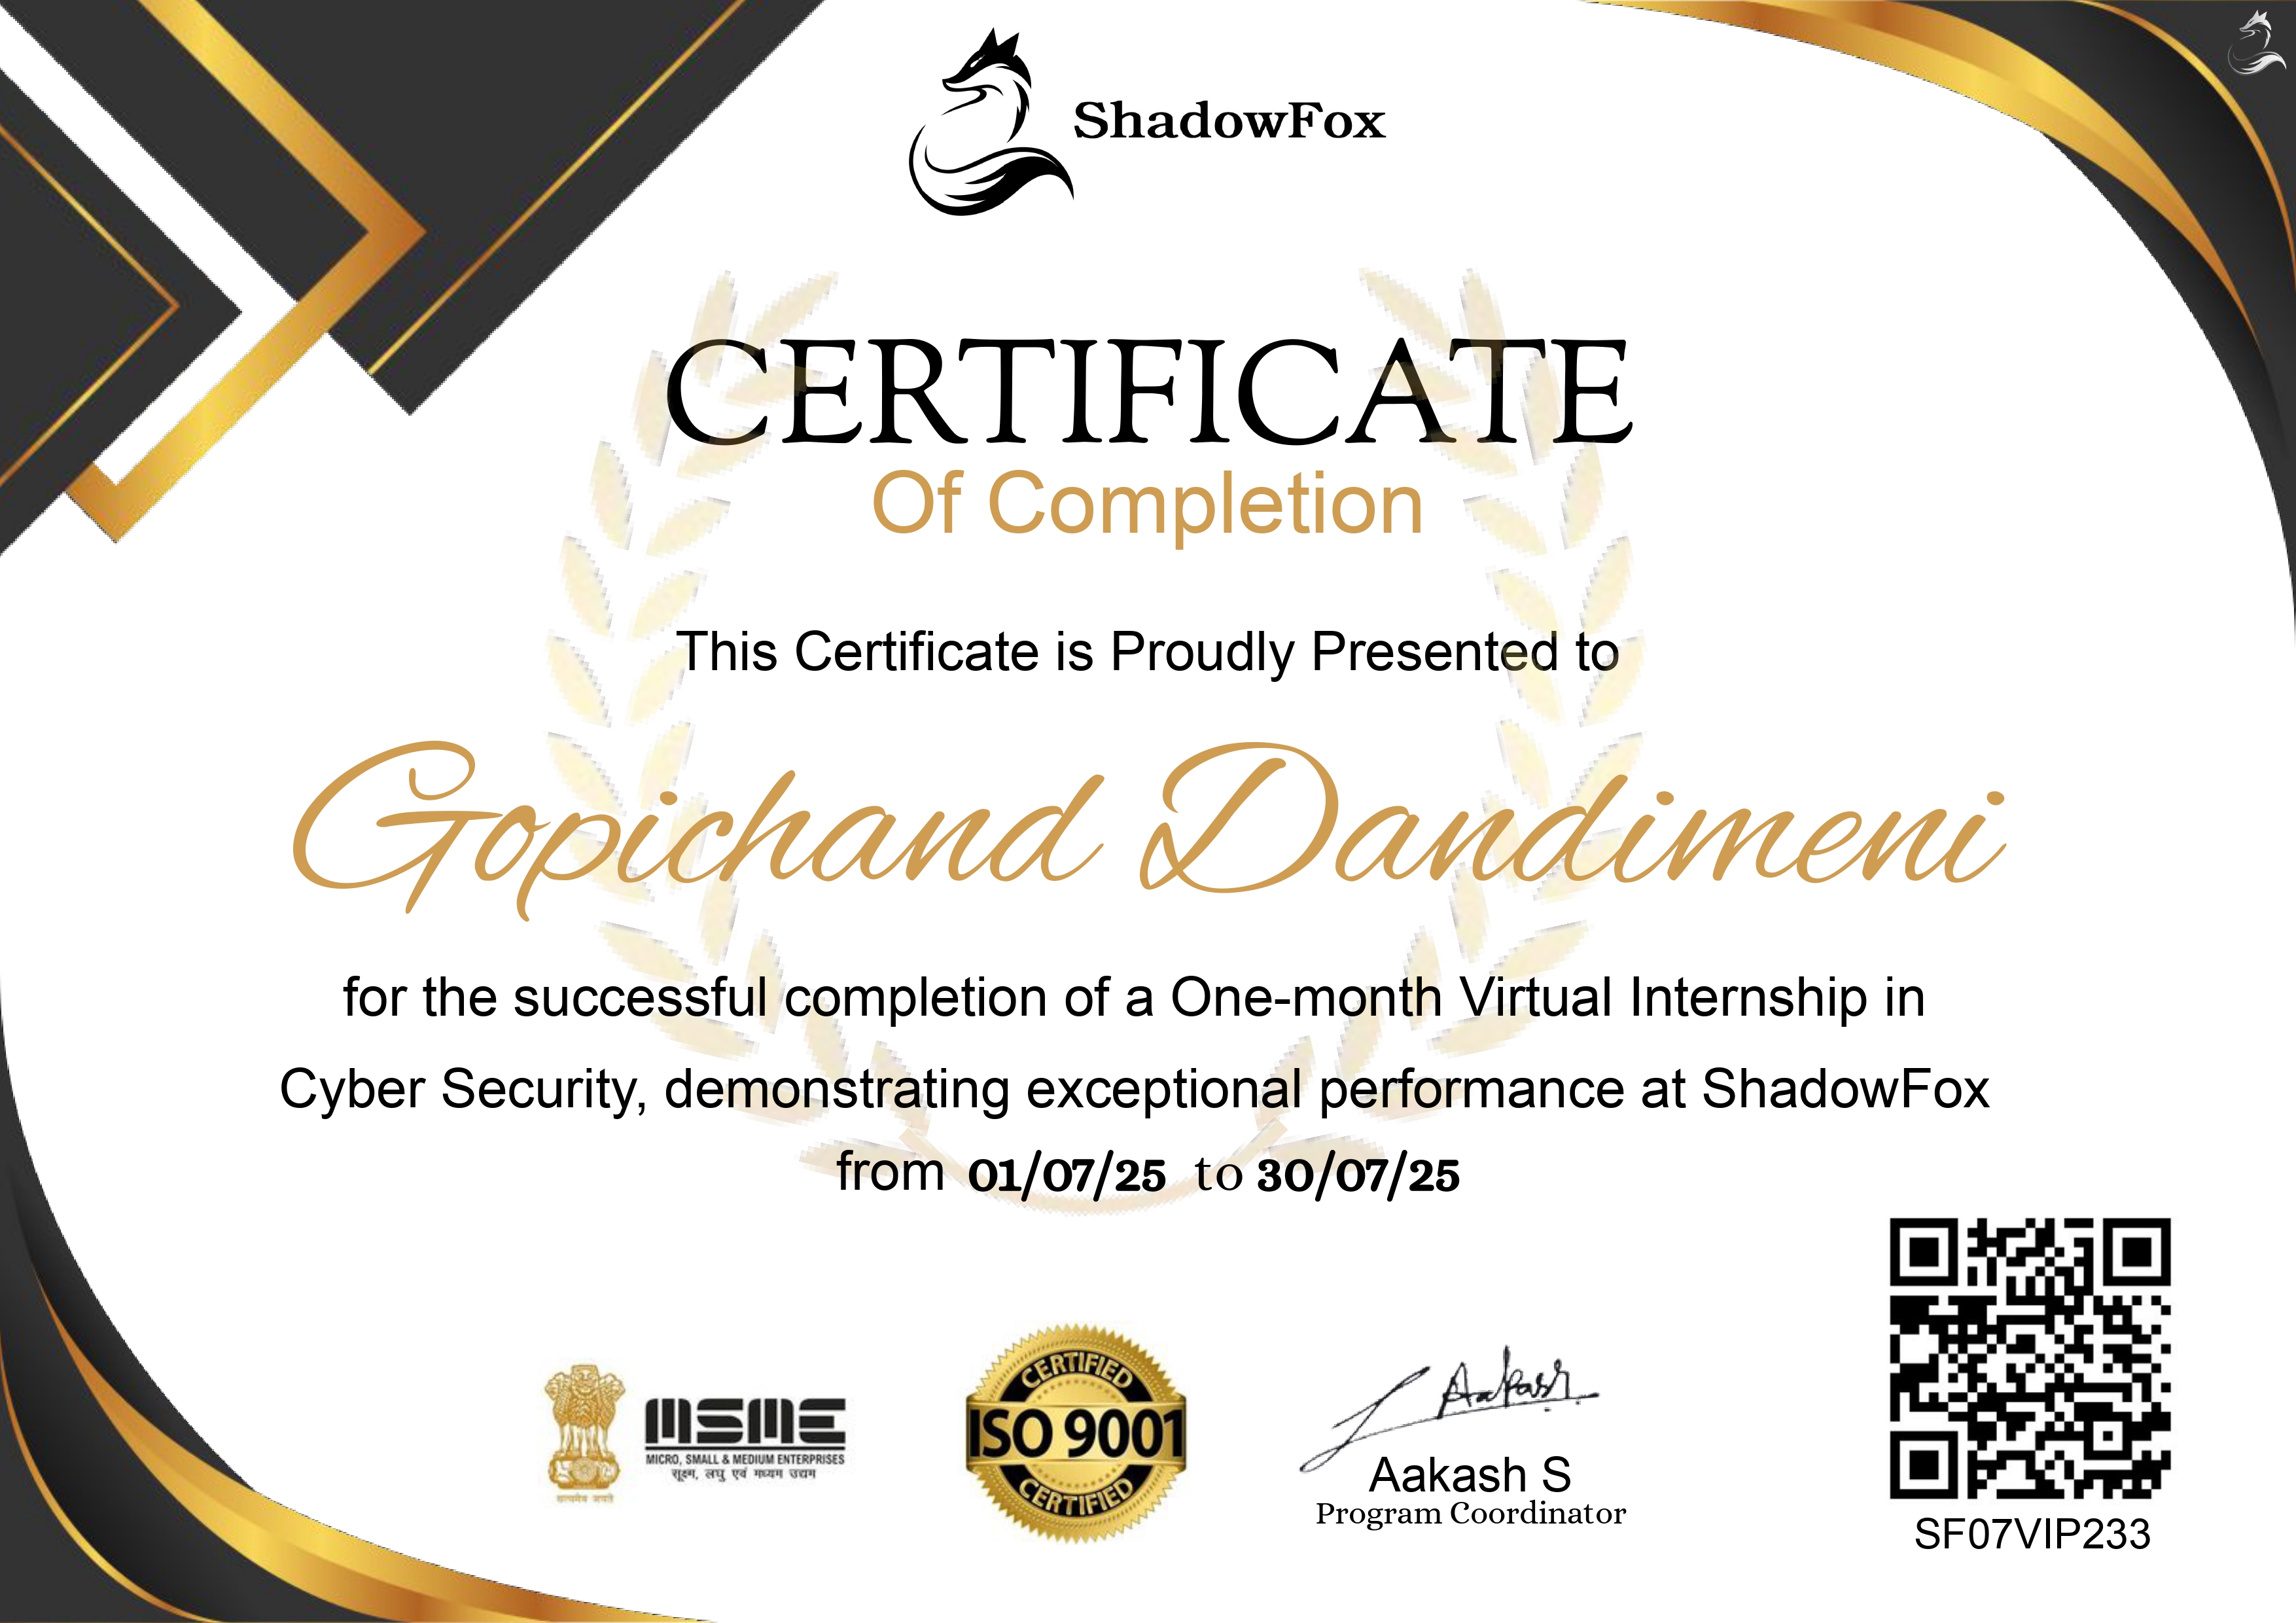 ShadowFox
CERTIFICATE
Of Completion
This Certificate is Proudly Presented to
Gopichand Dandimeni
for the successful completion of a One-month Virtual Internship in
Cyber Security, demonstrating exceptional performance at ShadowFox
from 01/07/25 to 30/07/25
सत्यमेव जयते
MSME
MICRO, SMALL & MEDIUM ENTERPRISES
सूक्ष्म, लघु एवं मध्यम उद्यम
CERTIFIED
ISO 9001
CERTIFIED
Aakash
Aakash S
Program Coordinator
SF07VIP233